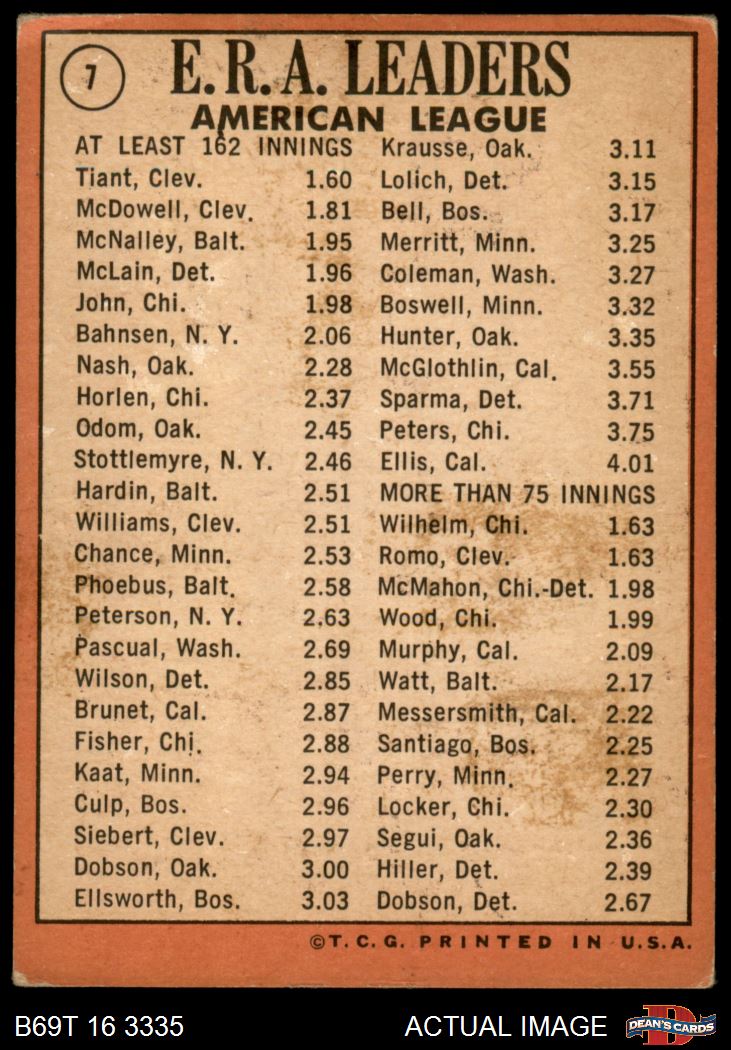 7
E.R.A. LEADERS
AMERICAN LEAGUE
AT LEAST 162 INNINGS
Tiant, Clev. 1.60
McDowell, Clev. 1.81
McNalley, Balt. 1.95
McLain, Det. 1.96
John, Chi. 1.98
Bahnsen, N. Y. 2.06
Nash, Oak. 2.28
Horlen, Chi. 2.37
Odom, Oak. 2.45
Stottlemyre, N. Y. 2.46
Hardin, Balt. 2.51
Williams, Clev. 2.51
Chance, Minn. 2.53
Phoebus, Balt. 2.58
Peterson, N. Y. 2.63
Pascual, Wash. 2.69
Wilson, Det. 2.85
Brunet, Cal. 2.87
Fisher, Chi. 2.88
Kaat, Minn. 2.94
Culp, Bos. 2.96
Siebert, Clev. 2.97
Dobson, Oak. 3.00
Ellsworth, Bos. 3.03
Krausse, Oak. 3.11
Lolich, Det. 3.15
Bell, Bos. 3.17
Merritt, Minn. 3.25
Coleman, Wash. 3.27
Boswell, Minn. 3.32
Hunter, Oak. 3.35
McGlothlin, Cal. 3.55
Sparma, Det. 3.71
Peters, Chi. 3.75
Ellis, Cal. 4.01
MORE THAN 75 INNINGS
Wilhelm, Chi. 1.63
Romo, Clev. 1.63
McMahon, Chi.-Det. 1.98
Wood, Chi. 1.99
Murphy, Cal. 2.09
Watt, Balt. 2.17
Messersmith, Cal. 2.22
Santiago, Bos. 2.25
Perry, Minn. 2.27
Locker, Chi. 2.30
Segui, Oak. 2.36
Hiller, Det. 2.39
Dobson, Det. 2.67
©T.C.G. PRINTED IN U.S.A.
B69T 16 3335
ACTUAL IMAGE
D
DEAN'S CARDS